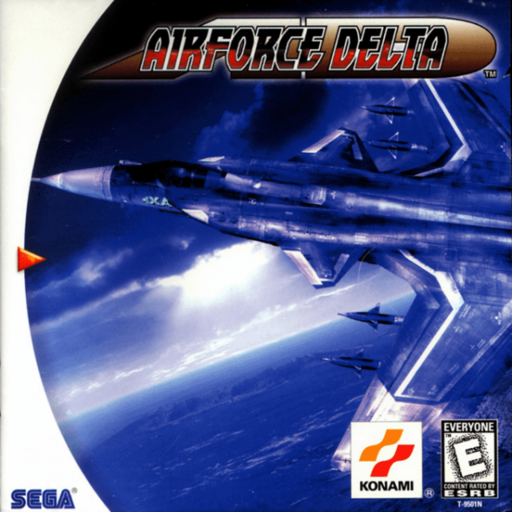 AIRFORCE DELTA
TM
SEGA®
KONAMI
®
EVERYONE
E
CONTENT RATED BY
ESRB
T-9501N